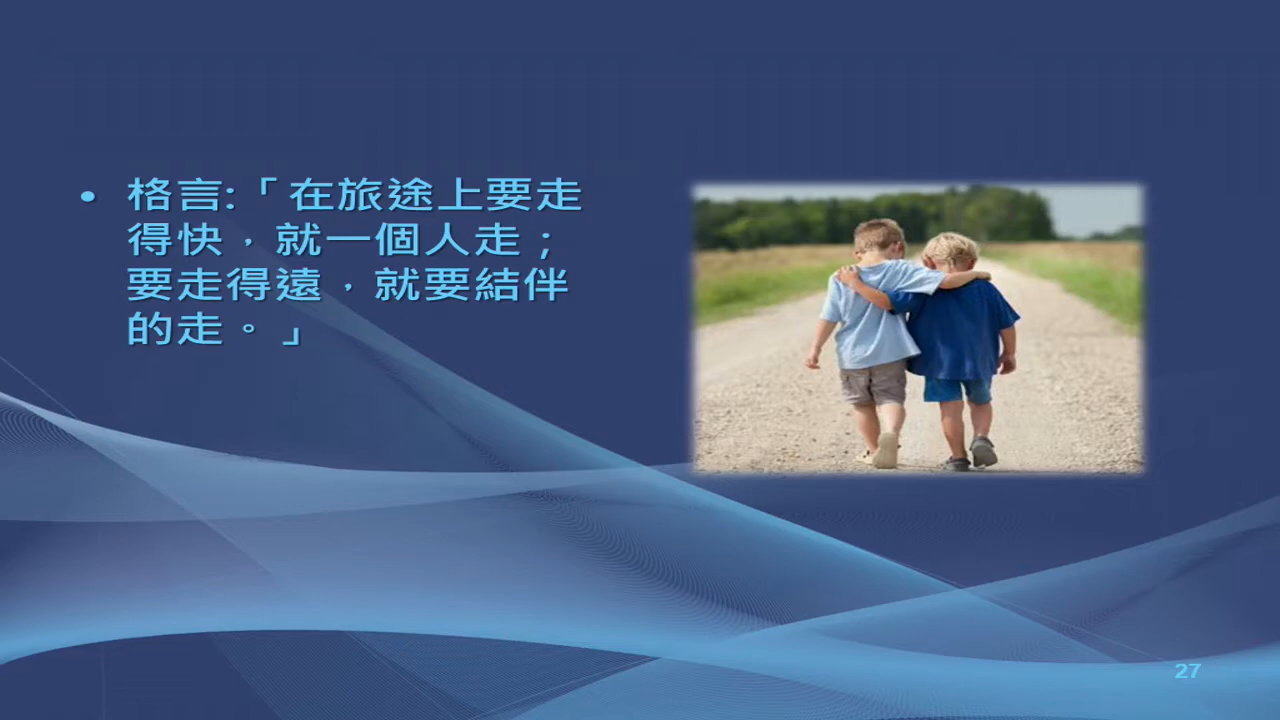 • 格言:「在旅途上要走
得快，就一個人走；
要走得遠，就要結伴
的走。」
27